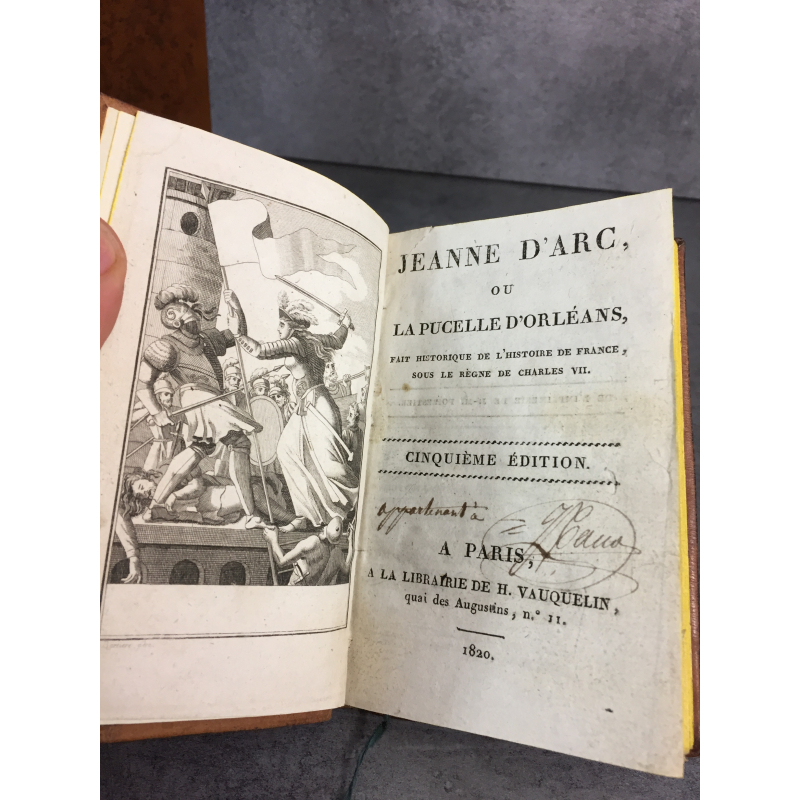 JEANNE D'ARC,
OU
LA PUCELLE D'ORLÉANS,
FAIT HISTORIQUE DE L'HISTOIRE DE FRANCE,
SOUS LE RÈGNE DE CHARLES VII.
CINQUIÈME ÉDITION.
appartenant à
A PARIS,
A LA LIBRAIRIE DE H. VAUQUELIN,
quai des Augustins, n.° 11.
1820.